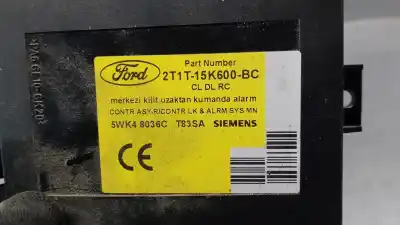 Ford
Part Number
2T1T-15K600-BC
CL DL RC
merkezi kilit uzaktan kumanda alarm
CONTR ASY-R/CONTR LK & ALRM SYS MN
5WK4 8036C T83SA SIEMENS
CE